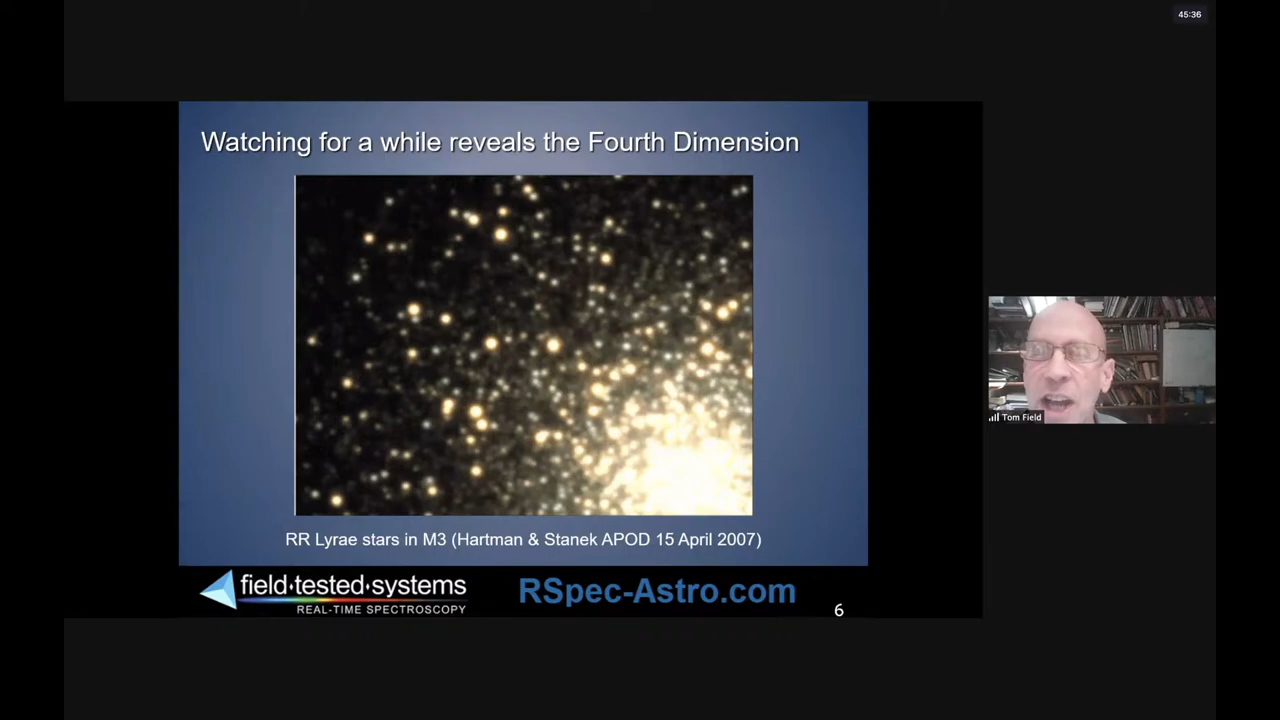 45:36
Watching for a while reveals the Fourth Dimension
RR Lyrae stars in M3 (Hartman & Stanek APOD 15 April 2007)
field·tested·systems
REAL-TIME SPECTROSCOPY
RSpec-Astro.com
6
Tom Field